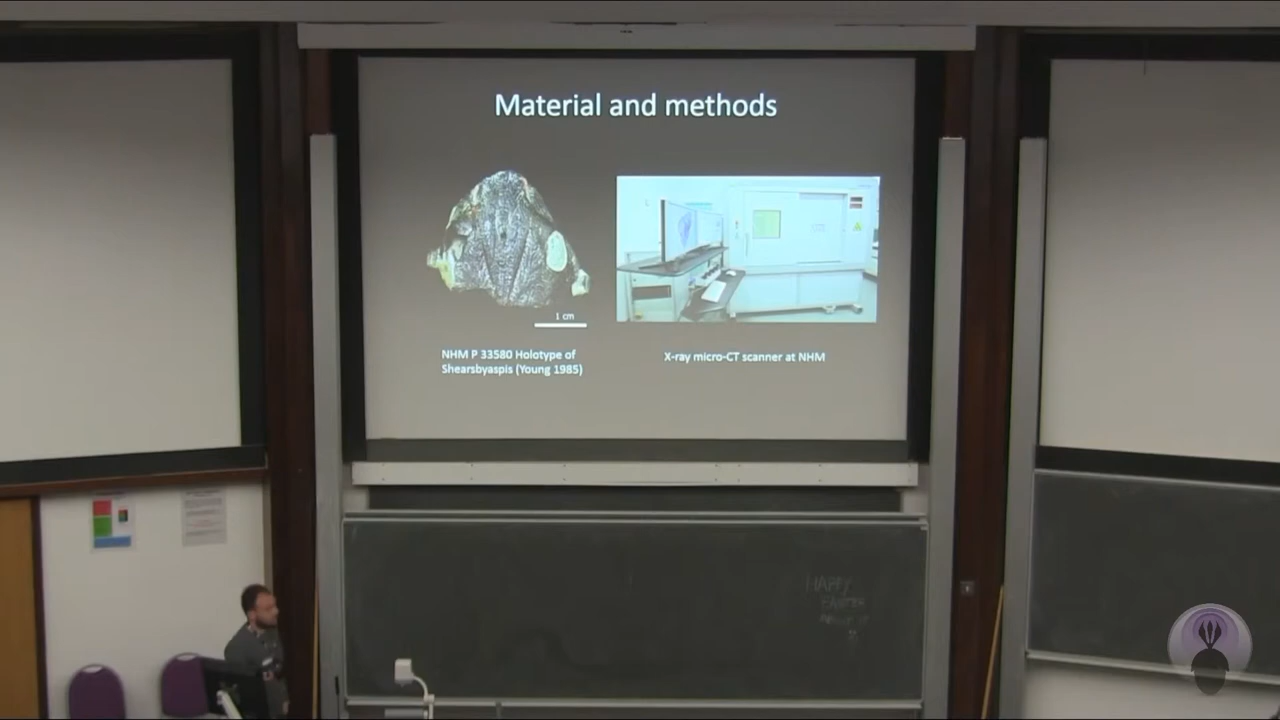 Material and methods
1 cm
NHM P 33580 Holotype of
Shearsbyaspis (Young 1985)
X-ray micro-CT scanner at NHM
HAPPY
EASTER